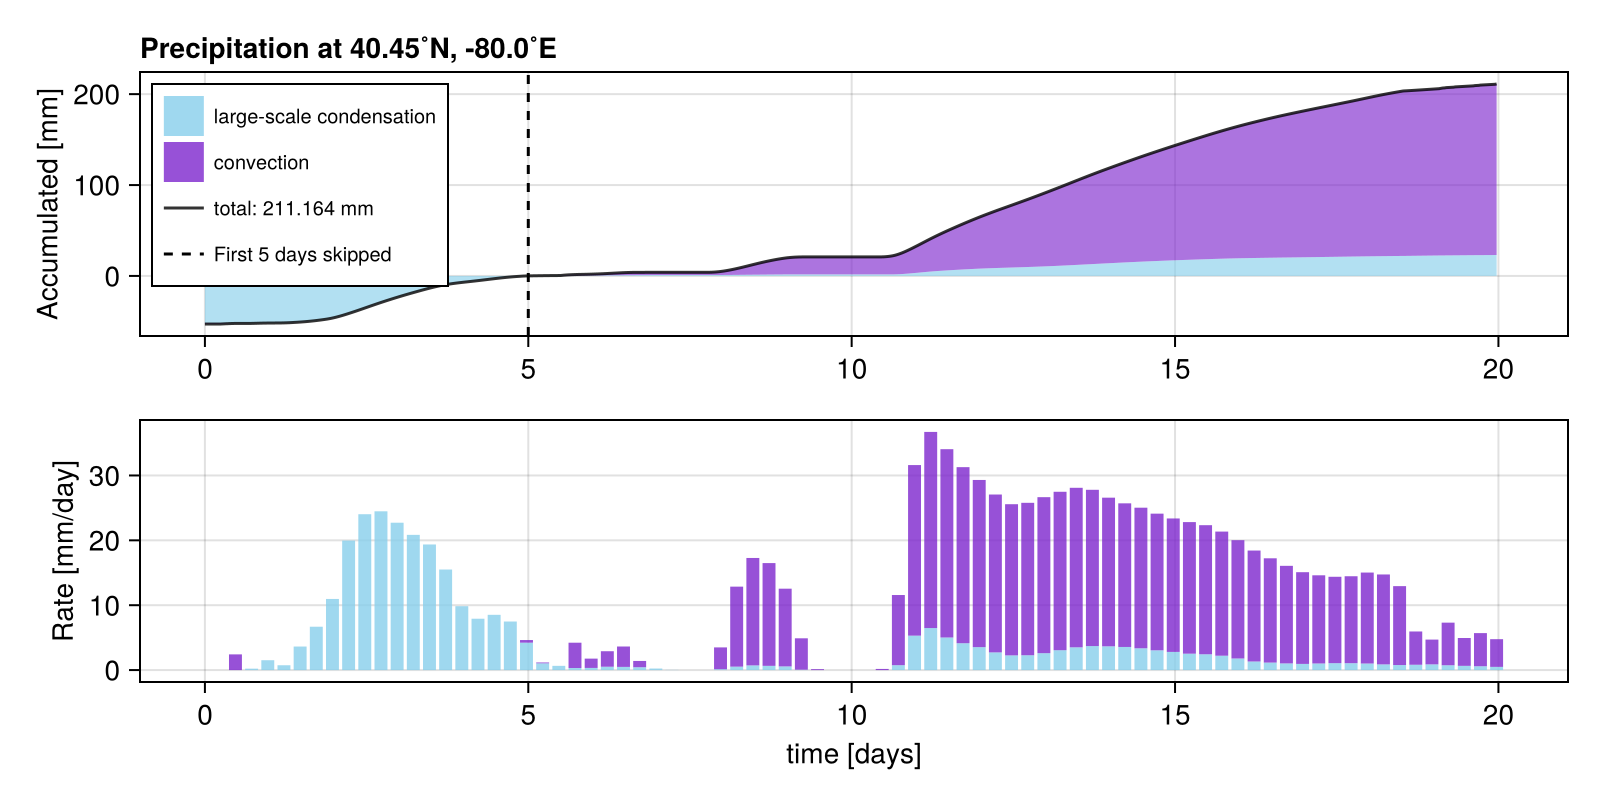 Precipitation at 40.45°N, -80.0°E
Accumulated [mm]
200
100
0
large-scale condensation
convection
total: 211.164 mm
First 5 days skipped
0 5 10 15 20
Rate [mm/day]
30
20
10
0
0 5 10 15 20
time [days]